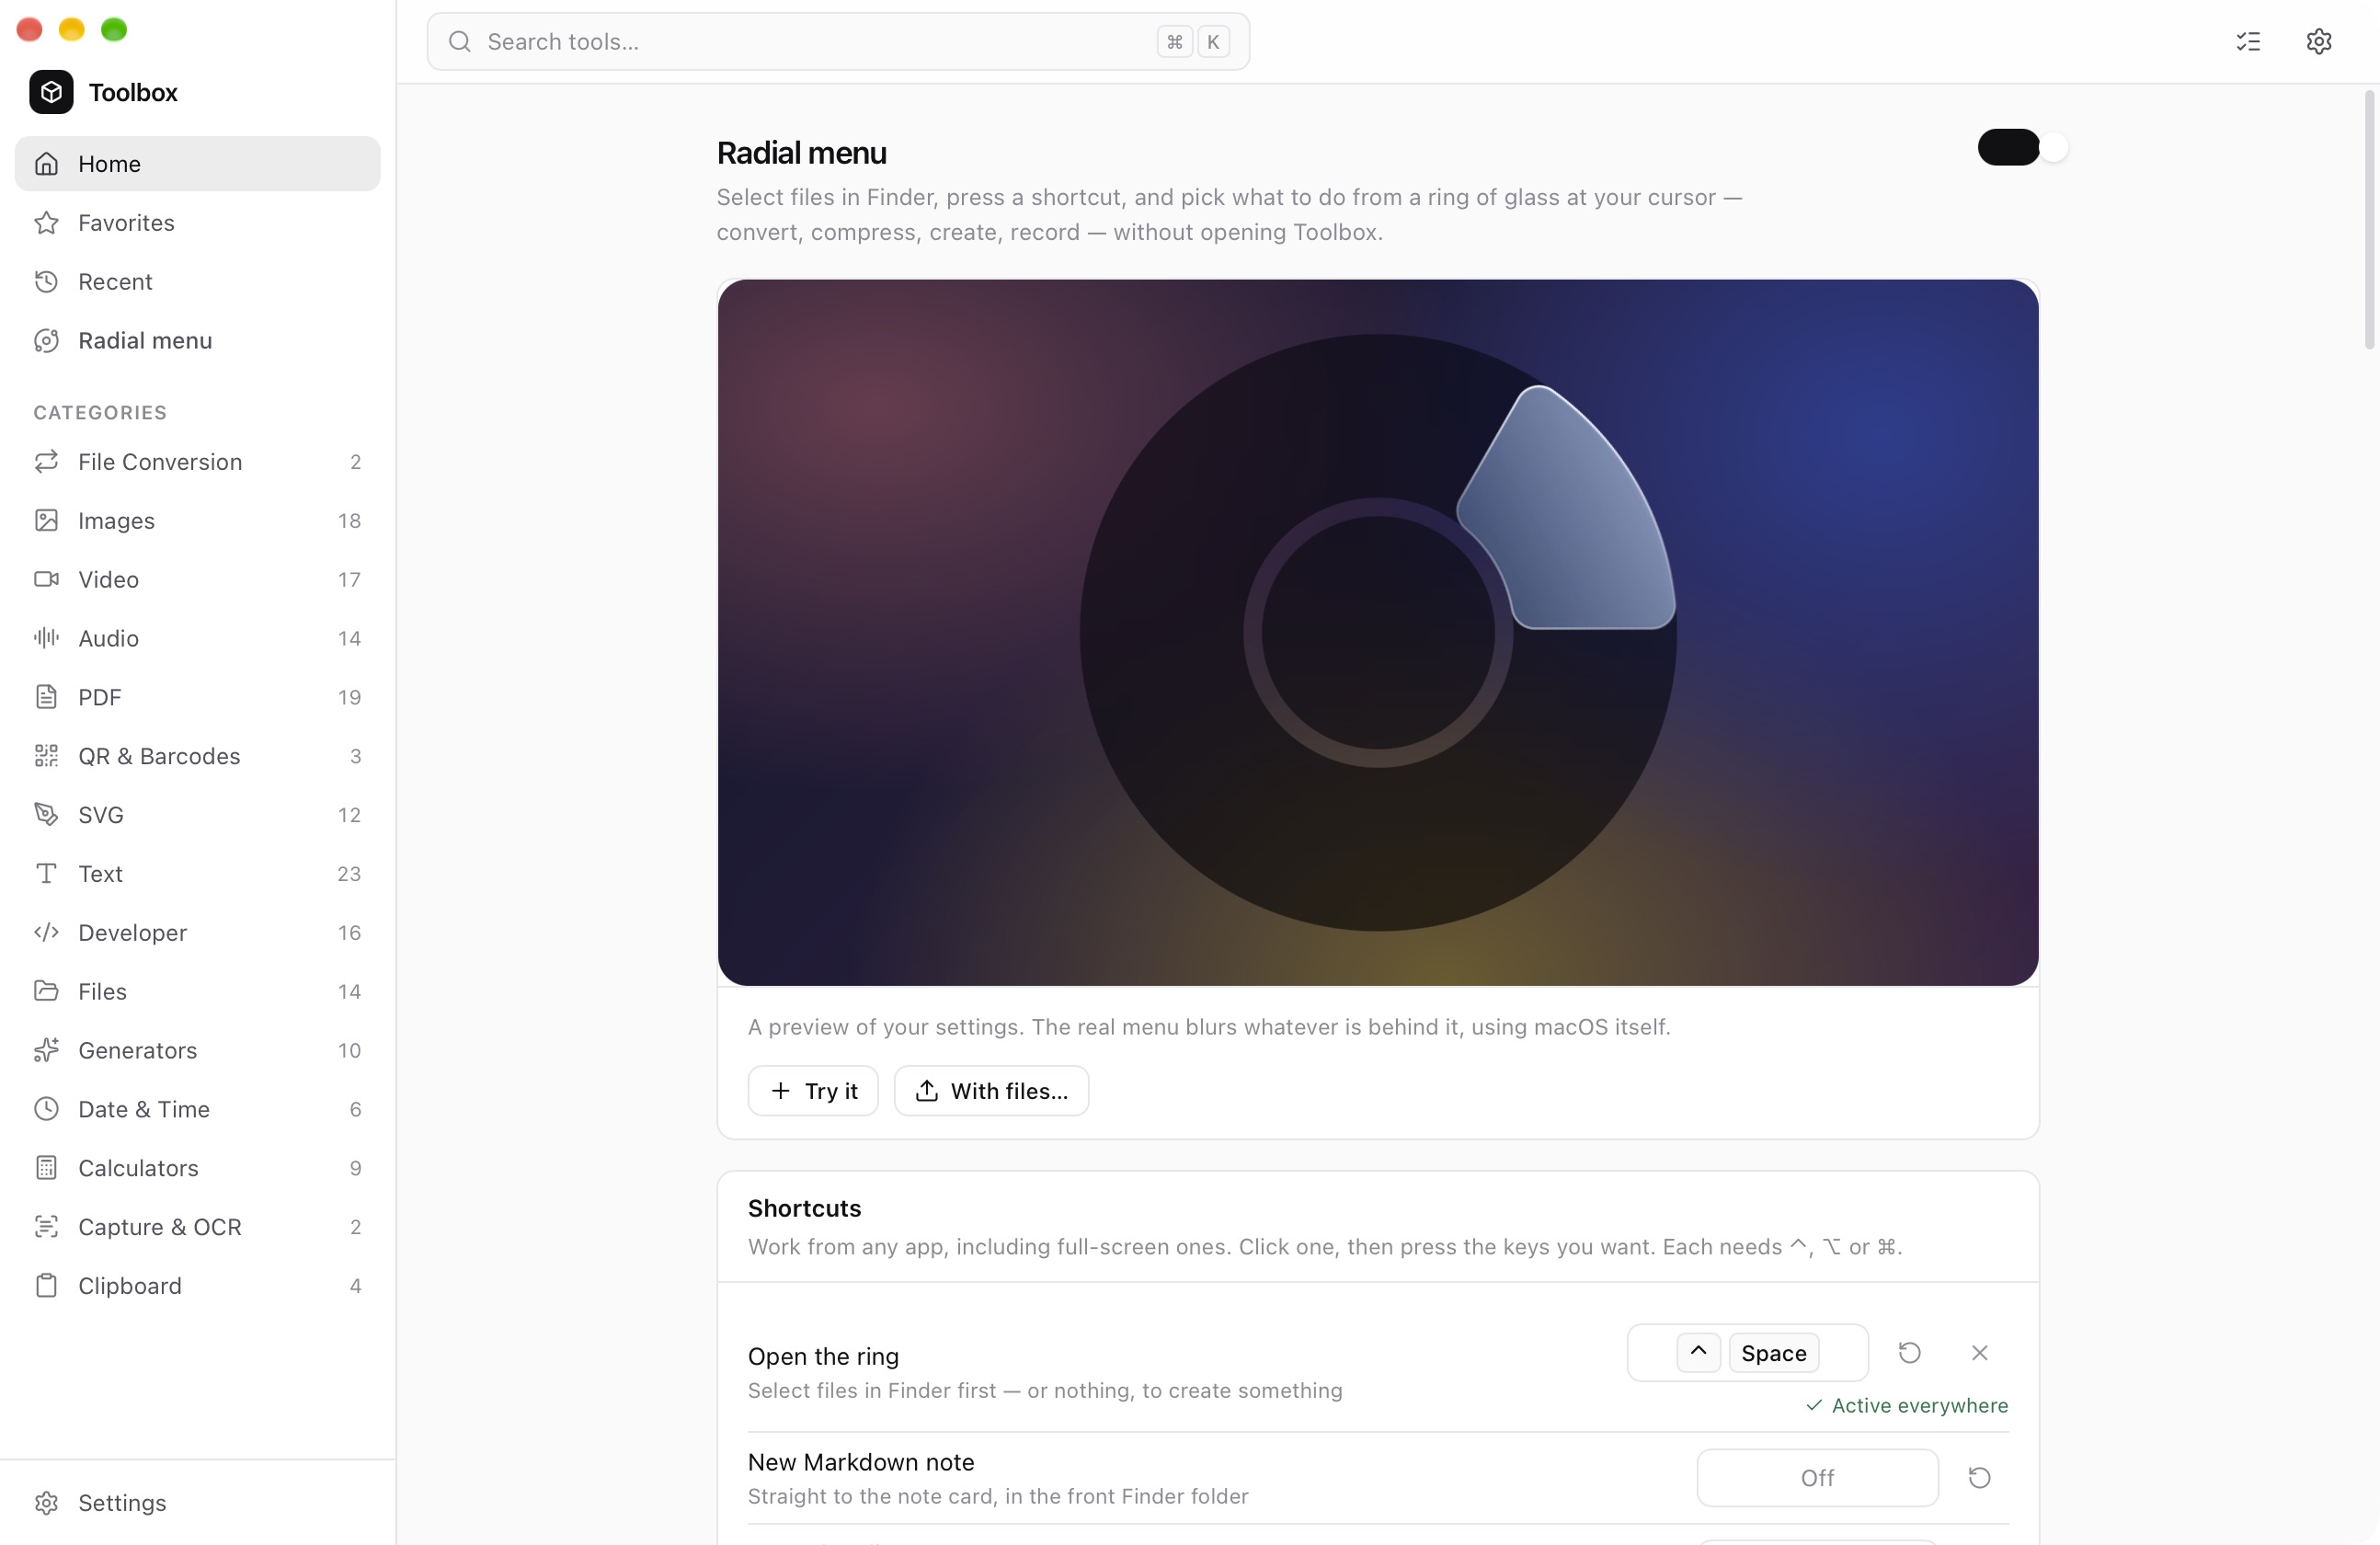 Search tools...
⌘ K
Toolbox
Home
Favorites
Recent
Radial menu
CATEGORIES
File Conversion 2
Images 18
Video 17
Audio 14
PDF 19
QR & Barcodes 3
SVG 12
Text 23
Developer 16
Files 14
Generators 10
Date & Time 6
Calculators 9
Capture & OCR 2
Clipboard 4
Settings
Radial menu
Select files in Finder, press a shortcut, and pick what to do from a ring of glass at your cursor —
convert, compress, create, record — without opening Toolbox.
A preview of your settings. The real menu blurs whatever is behind it, using macOS itself.
Try it
With files...
Shortcuts
Work from any app, including full-screen ones. Click one, then press the keys you want. Each needs ^, ⌥ or ⌘.
Open the ring
Select files in Finder first — or nothing, to create something
^ Space
Active everywhere
New Markdown note
Straight to the note card, in the front Finder folder
Off